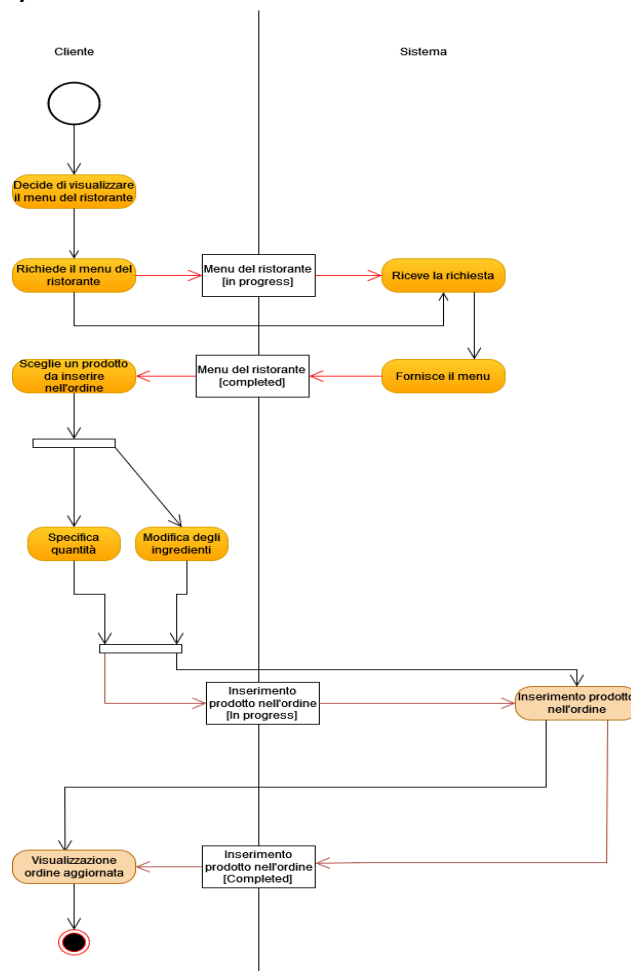 Cliente
Sistema
Decide di visualizzare
il menu del ristorante
Richiede il menu del
ristorante
Menu del ristorante
[in progress]
Riceve la richiesta
Sceglie un prodotto
da inserire
nell'ordine
Menu del ristorante
[completed]
Fornisce il menu
Specifica
quantità
Modifica degli
ingredienti
Inserimento
prodotto nell'ordine
[In progress]
Inserimento prodotto
nell'ordine
Visualizzazione
ordine aggiornata
Inserimento
prodotto nell'ordine
[Completed]